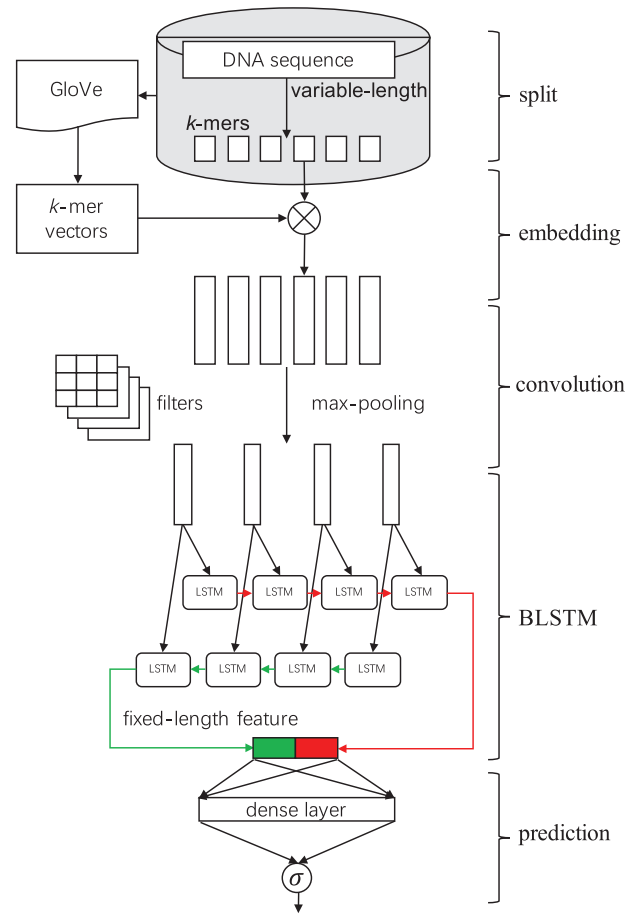 DNA sequence
GloVe
variable-length
split
k-mers
k-mer
vectors
embedding
convolution
filters
max-pooling
LSTM
LSTM
LSTM
LSTM
BLSTM
LSTM
LSTM
LSTM
LSTM
fixed-length feature
dense layer
prediction
σ